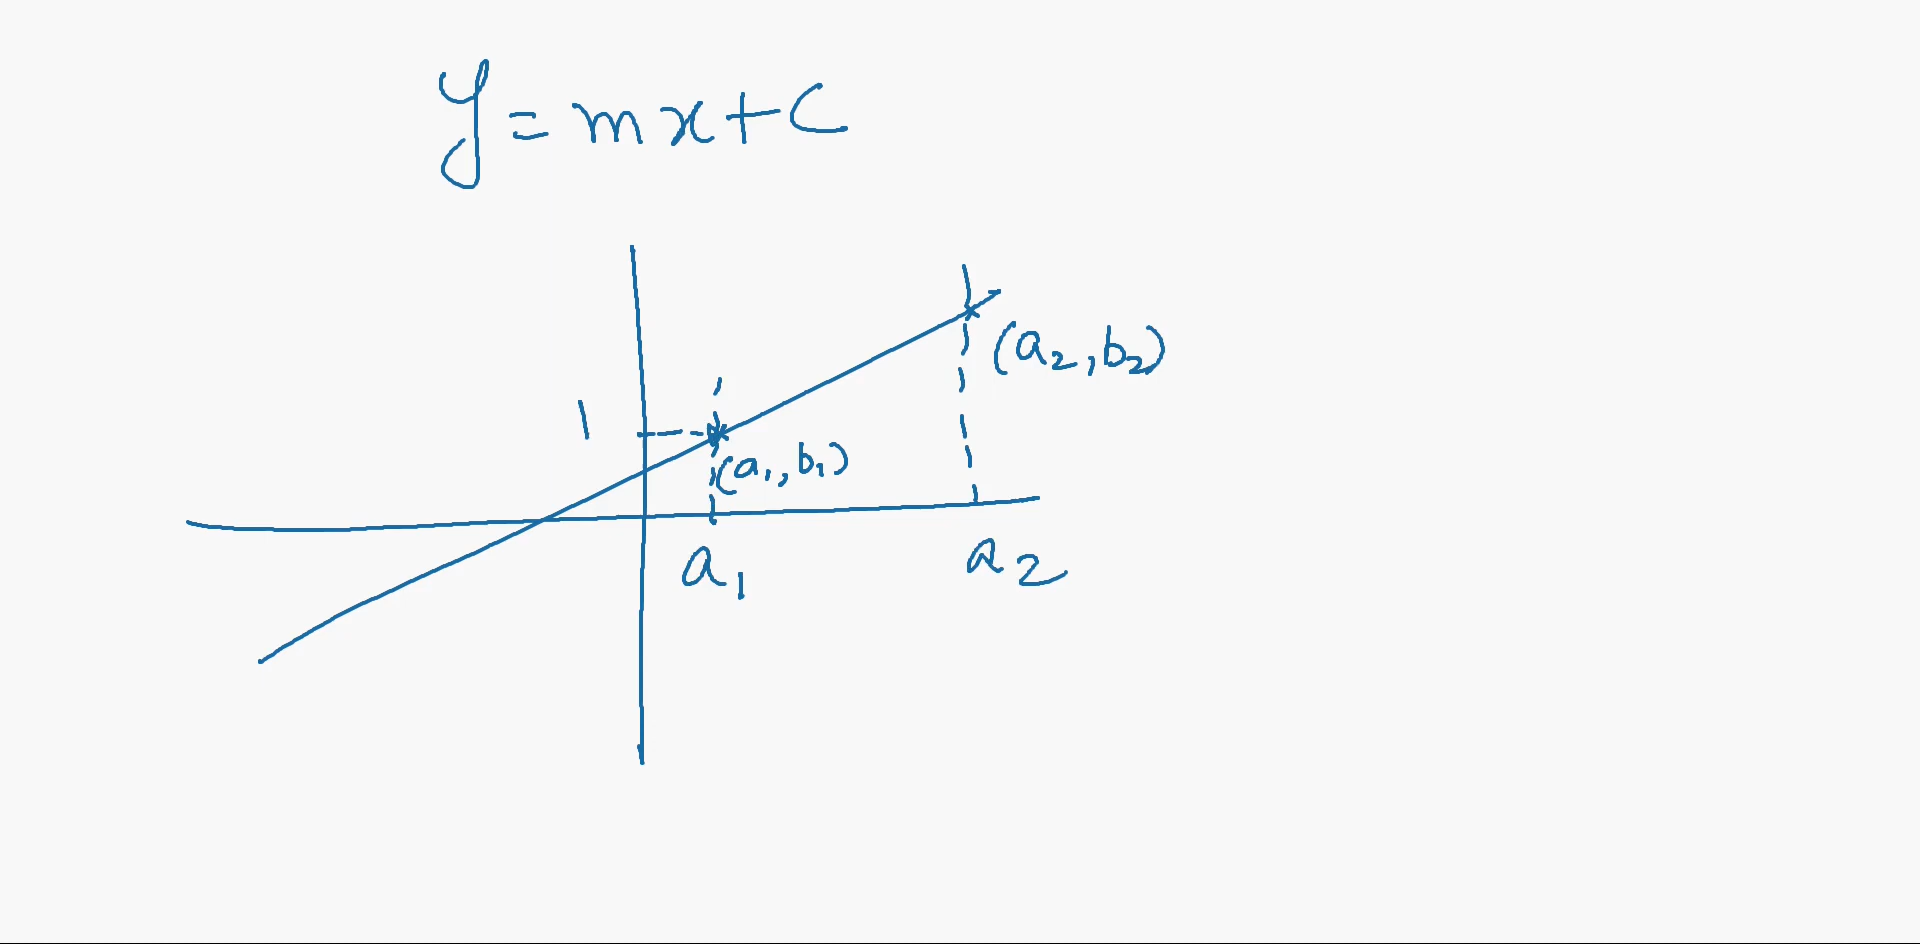 y = mx + c
(a₂, b₂)
1
(a₁, b₁)
a₁
a₂